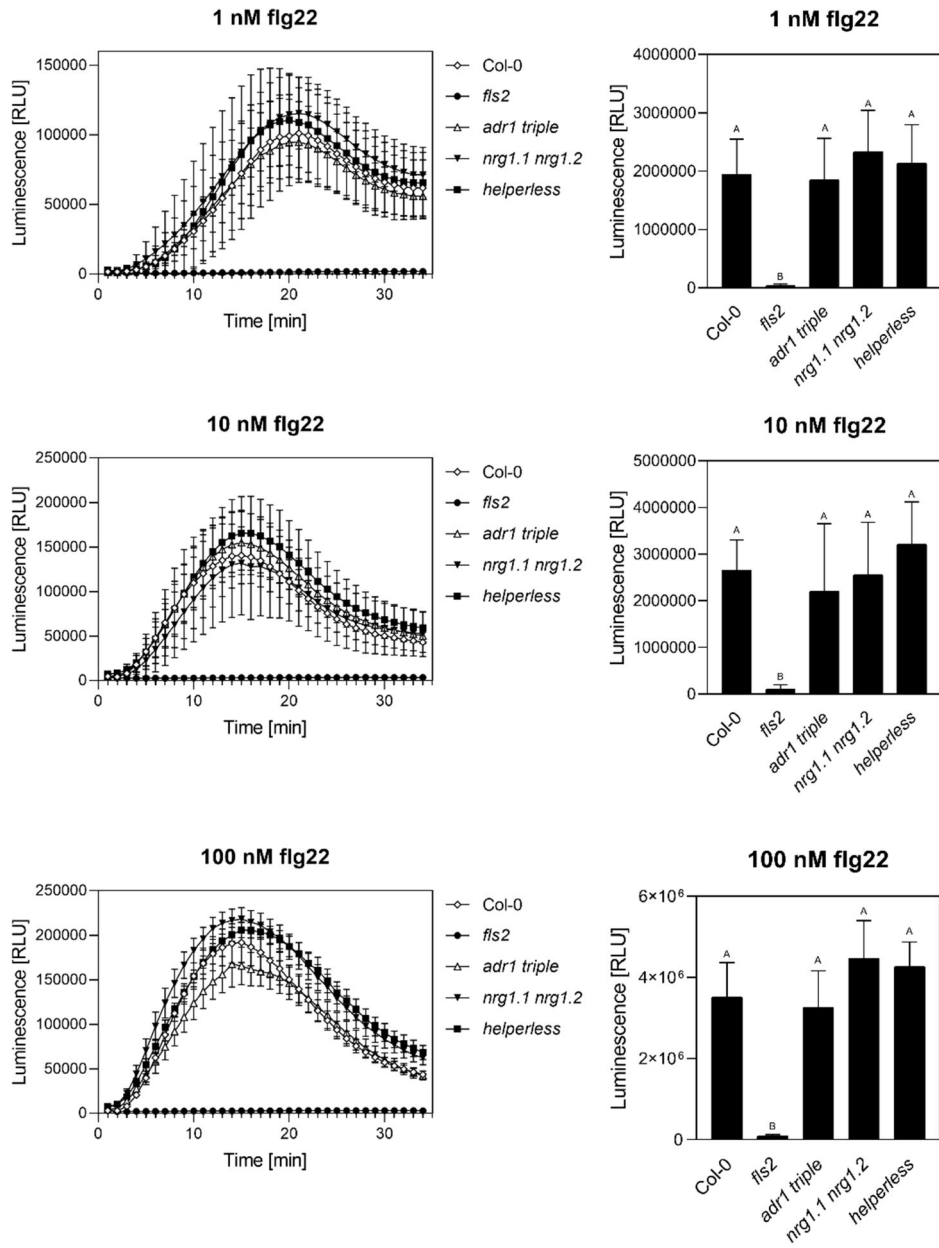 1 nM flg22
Luminescence [RLU]
150000
100000
50000
0
0
10
20
30
Time [min]
Col-0
fls2
adr1 triple
nrg1.1 nrg1.2
helperless
1 nM flg22
Luminescence [RLU]
4000000
3000000
2000000
1000000
0
A
B
A
A
A
Col-0
fls2
adr1 triple
nrg1.1 nrg1.2
helperless
10 nM flg22
Luminescence [RLU]
250000
200000
150000
100000
50000
0
0
10
20
30
Time [min]
Col-0
fls2
adr1 triple
nrg1.1 nrg1.2
helperless
10 nM flg22
Luminescence [RLU]
5000000
4000000
3000000
2000000
1000000
0
A
B
A
A
A
Col-0
fls2
adr1 triple
nrg1.1 nrg1.2
helperless
100 nM flg22
Luminescence [RLU]
250000
200000
150000
100000
50000
0
0
10
20
30
Time [min]
Col-0
fls2
adr1 triple
nrg1.1 nrg1.2
helperless
100 nM flg22
Luminescence [RLU]
6×10⁶
4×10⁶
2×10⁶
0
A
B
A
A
A
Col-0
fls2
adr1 triple
nrg1.1 nrg1.2
helperless